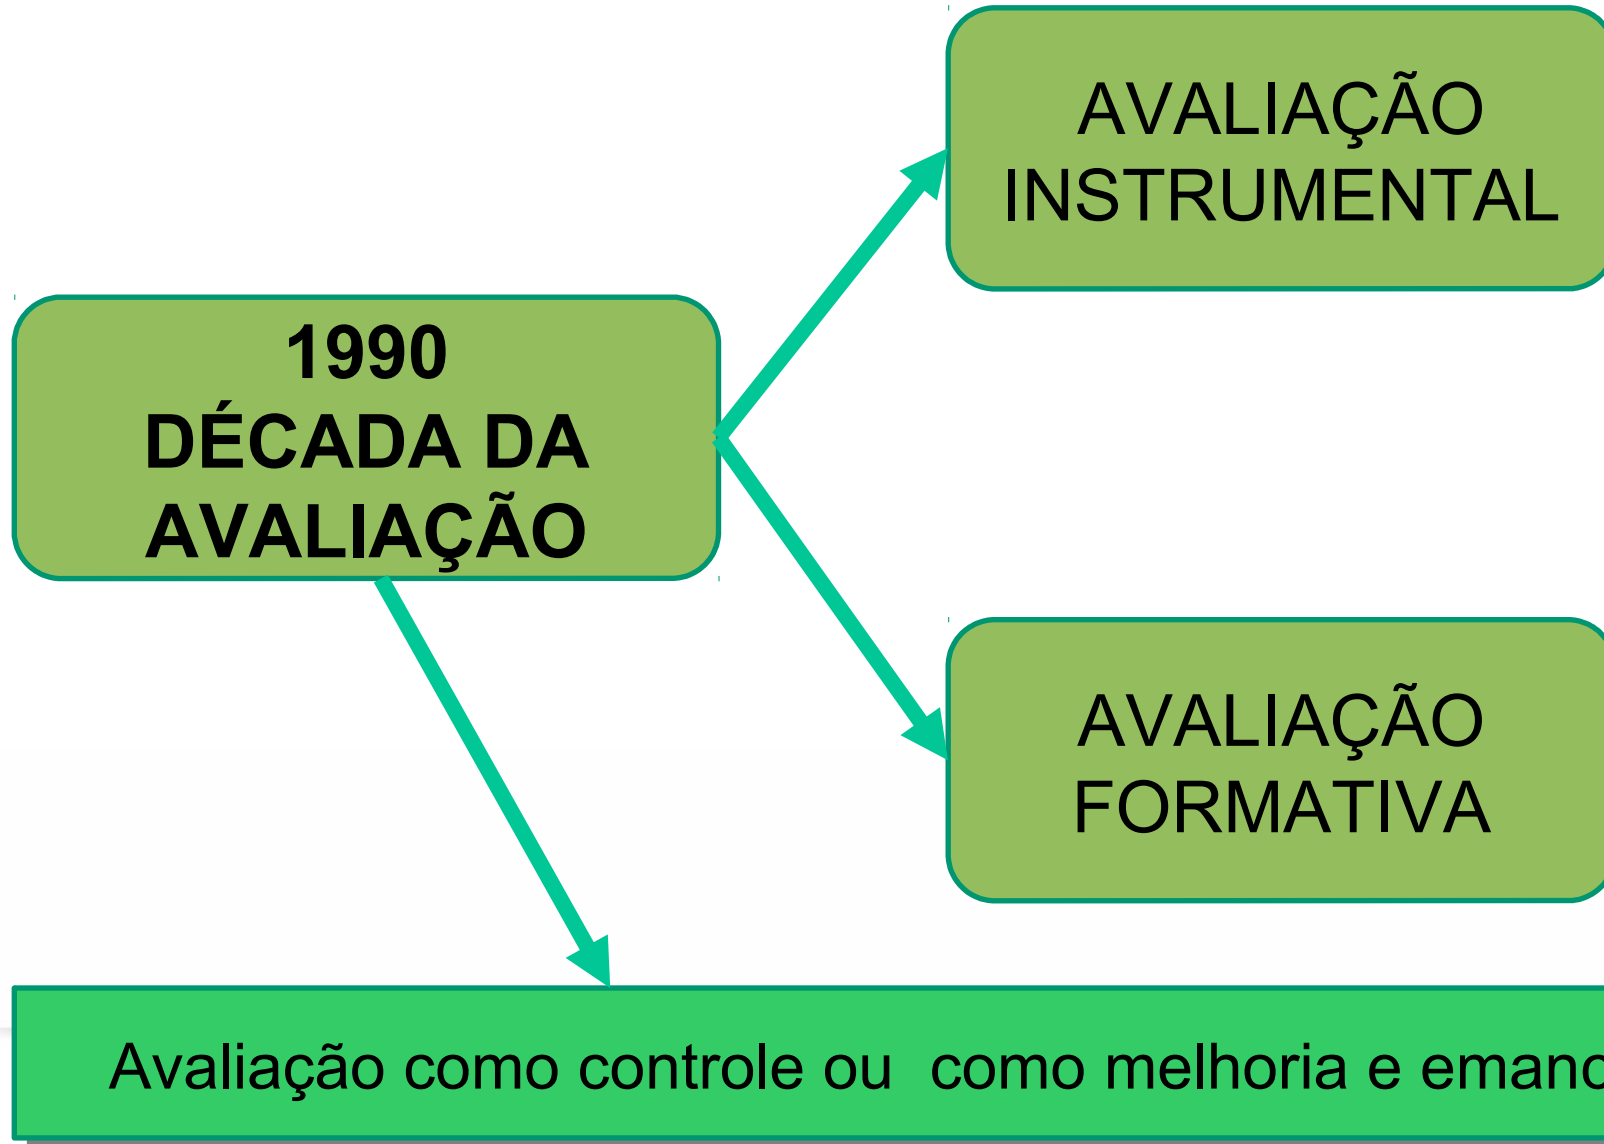 AVALIAÇÃO
INSTRUMENTAL
1990
DÉCADA DA
AVALIAÇÃO
AVALIAÇÃO
FORMATIVA
Avaliação como controle ou  como melhoria e